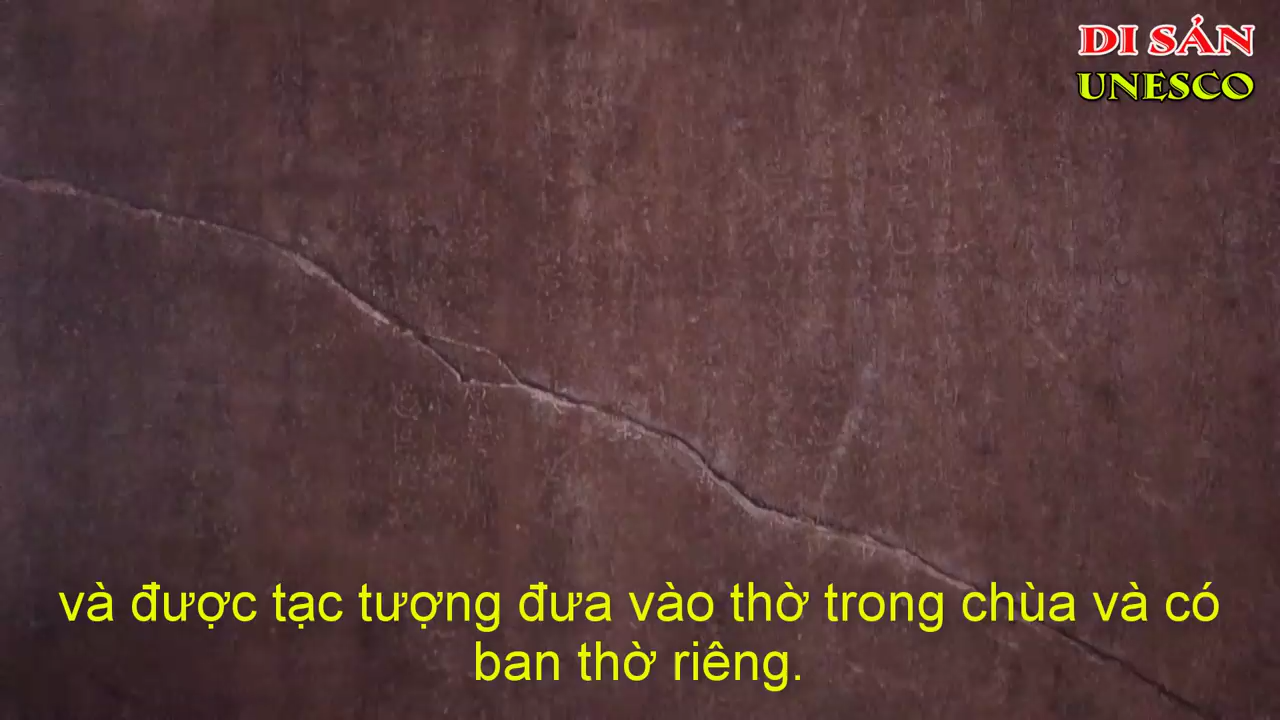 DI SẢN
UNESCO
và được tạc tượng đưa vào thờ trong chùa và có
ban thờ riêng.